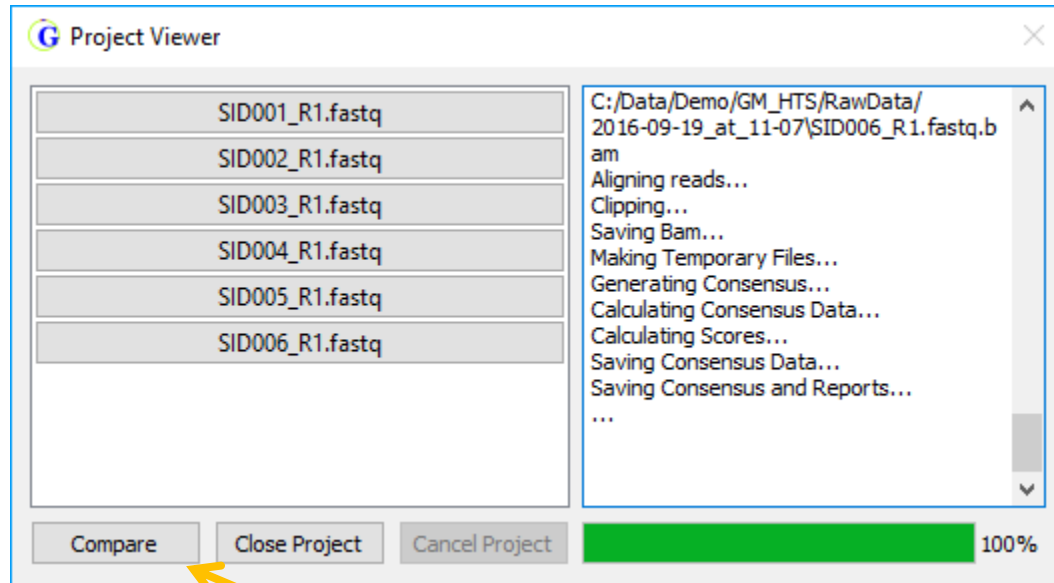 G Project Viewer
SID001_R1.fastq
SID002_R1.fastq
SID003_R1.fastq
SID004_R1.fastq
SID005_R1.fastq
SID006_R1.fastq
C:/Data/Demo/GM_HTS/RawData/
2016-09-19_at_11-07\SID006_R1.fastq.b
am
Aligning reads...
Clipping...
Saving Bam...
Making Temporary Files...
Generating Consensus...
Calculating Consensus Data...
Calculating Scores...
Saving Consensus Data...
Saving Consensus and Reports...
...
Compare Close Project Cancel Project 100%